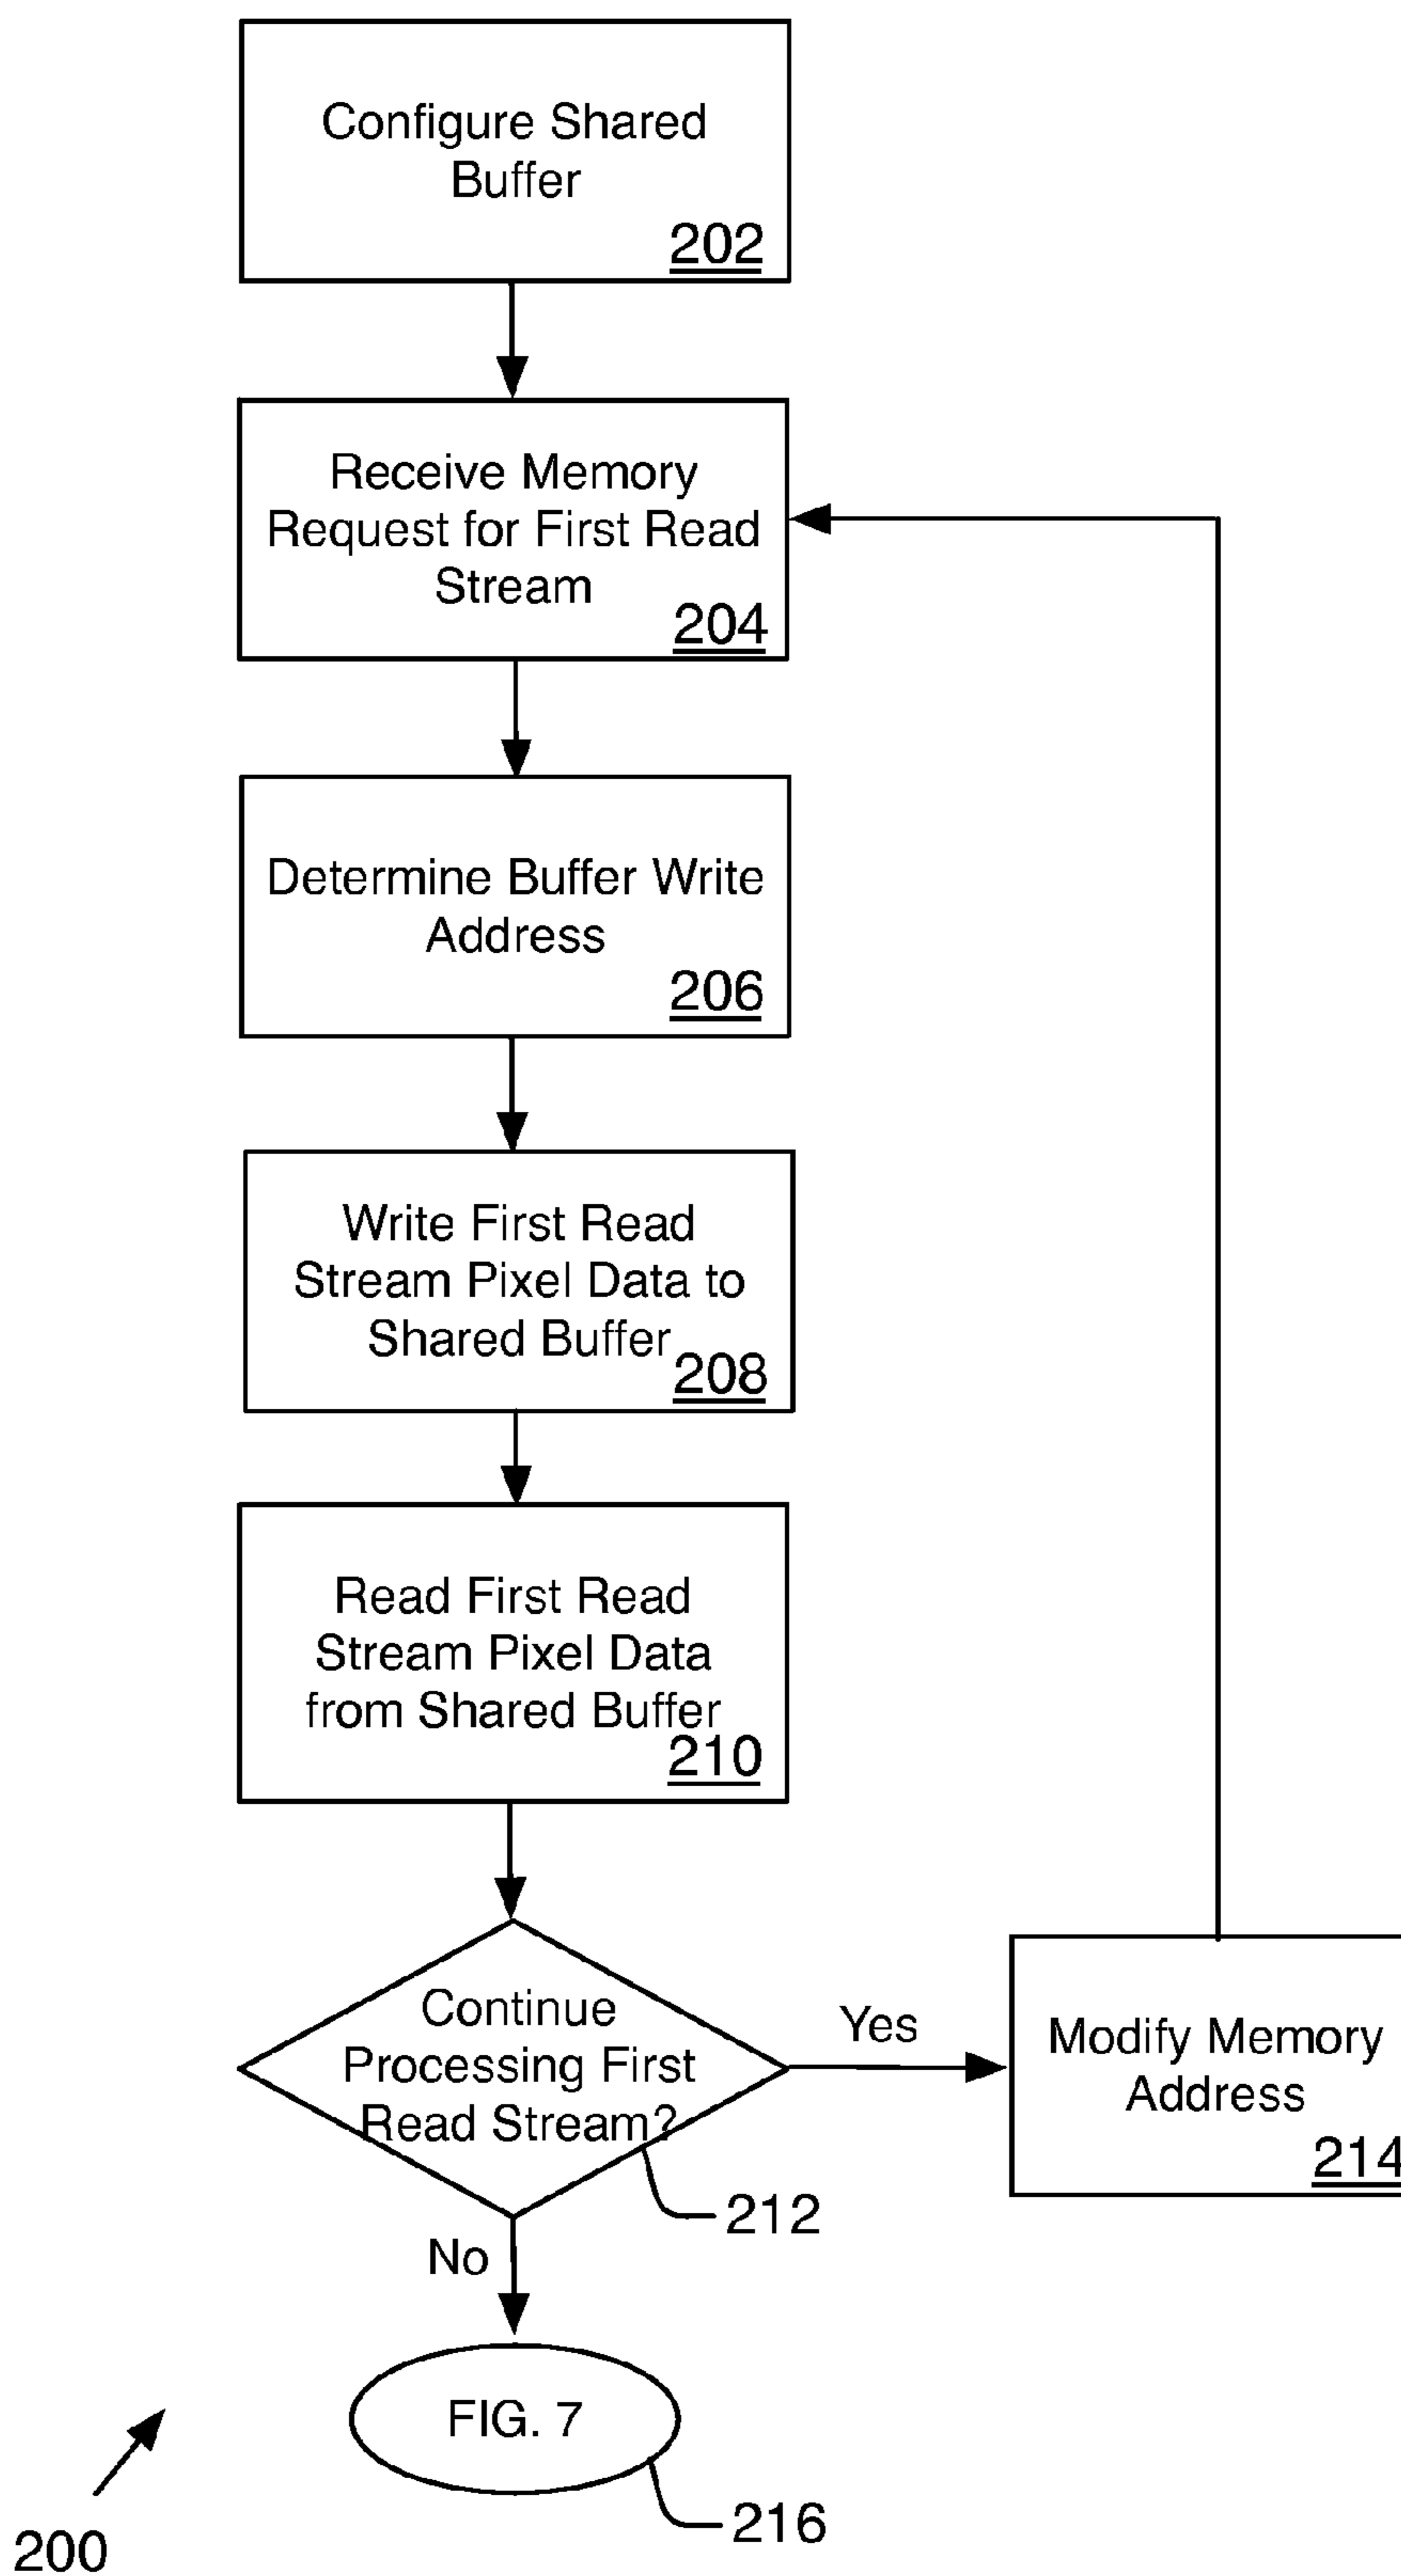 Configure Shared
Buffer
202
Receive Memory
Request for First Read
Stream
204
Determine Buffer Write
Address
206
Write First Read
Stream Pixel Data to
Shared Buffer
208
Read First Read
Stream Pixel Data
from Shared Buffer
210
Continue
Processing First
Read Stream?
212
Yes
Modify Memory
Address
214
No
FIG. 7
216
200